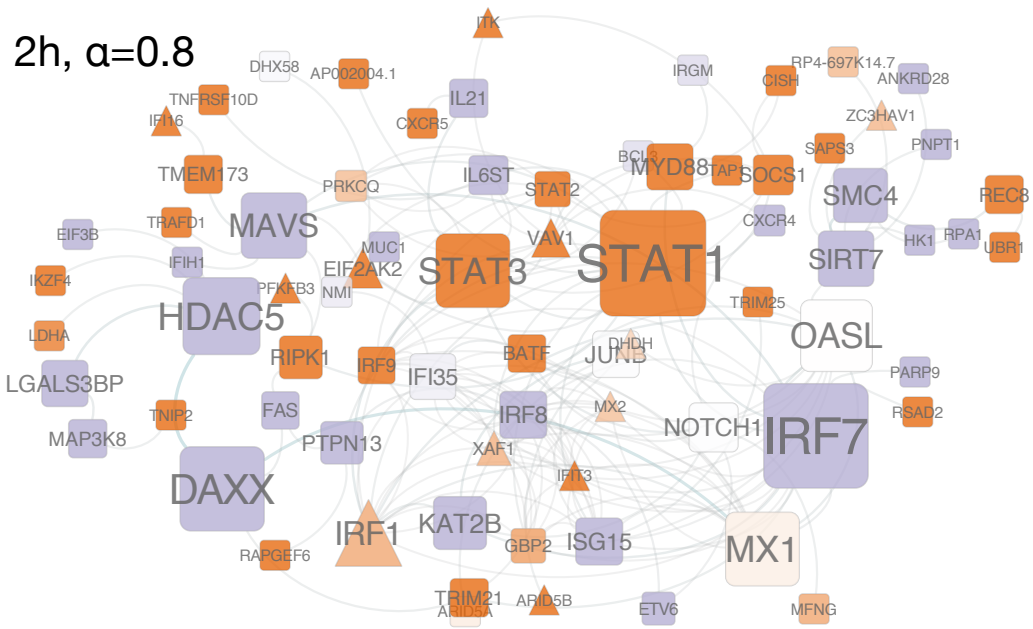 2h, α=0.8
ITK
DHX58
AP002004.1
IRGM
CISH
RP4-697K14.7
ANKRD28
TNFRSF10D
IL21
IFI16
CXCR5
ZC3HAV1
TMEM173
PRKCQ
IL6ST
STAT2
BCL3
MYD88
TAP1
SOCS1
SAPS3
PNPT1
SMC4
REC8
EIF3B
TRAFD1
MAVS
MUC1
VAV1
CXCR4
HK1
RPA1
UBR1
IFIH1
EIF2AK2
STAT3
STAT1
SIRT7
IKZF4
PFKFB3
NMI
TRIM25
HDAC5
LDHA
RIPK1
IRF9
IFI35
BATF
JUNB
DHDH
OASL
LGALS3BP
PARP9
TNIP2
FAS
IRF8
MX2
NOTCH1
RSAD2
MAP3K8
PTPN13
XAF1
IRF7
DAXX
IFIT3
IRF1
KAT2B
GBP2
ISG15
MX1
RAPGEF6
TRIM21
ARID5A
ARID5B
ETV6
MFNG